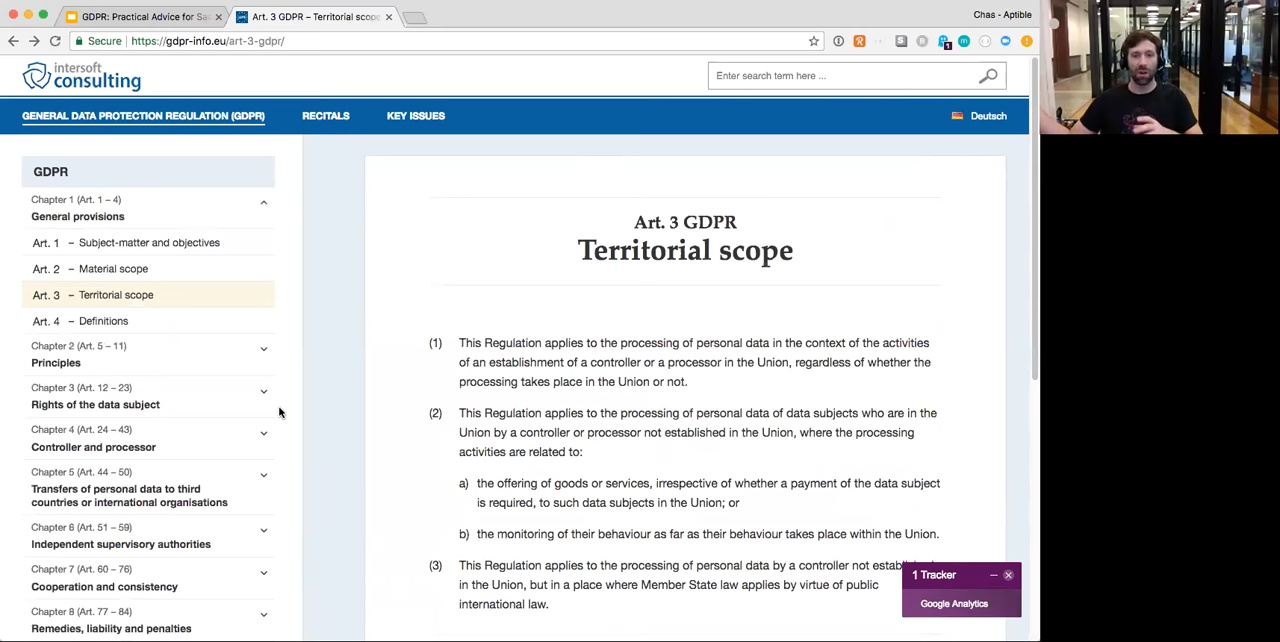 GDPR: Practical Advice for Sa
Art. 3 GDPR – Territorial scope
Chas - Aptible
Secure
https://gdpr-info.eu/art-3-gdpr/
intersoft
consulting
Enter search term here ...
GENERAL DATA PROTECTION REGULATION (GDPR)
RECITALS
KEY ISSUES
Deutsch
GDPR
Chapter 1 (Art. 1 – 4)
General provisions
Art. 1 – Subject-matter and objectives
Art. 2 – Material scope
Art. 3 – Territorial scope
Art. 4 – Definitions
Chapter 2 (Art. 5 – 11)
Principles
Chapter 3 (Art. 12 – 23)
Rights of the data subject
Chapter 4 (Art. 24 – 43)
Controller and processor
Chapter 5 (Art. 44 – 50)
Transfers of personal data to third
countries or international organisations
Chapter 6 (Art. 51 – 59)
Independent supervisory authorities
Chapter 7 (Art. 60 – 76)
Cooperation and consistency
Chapter 8 (Art. 77 – 84)
Remedies, liability and penalties
Art. 3 GDPR
Territorial scope
(1) This Regulation applies to the processing of personal data in the context of the activities
of an establishment of a controller or a processor in the Union, regardless of whether the
processing takes place in the Union or not.
(2) This Regulation applies to the processing of personal data of data subjects who are in the
Union by a controller or processor not established in the Union, where the processing
activities are related to:
a) the offering of goods or services, irrespective of whether a payment of the data subject
is required, to such data subjects in the Union; or
b) the monitoring of their behaviour as far as their behaviour takes place within the Union.
(3) This Regulation applies to the processing of personal data by a controller not establish
in the Union, but in a place where Member State law applies by virtue of public
international law.
1 Tracker
Google Analytics